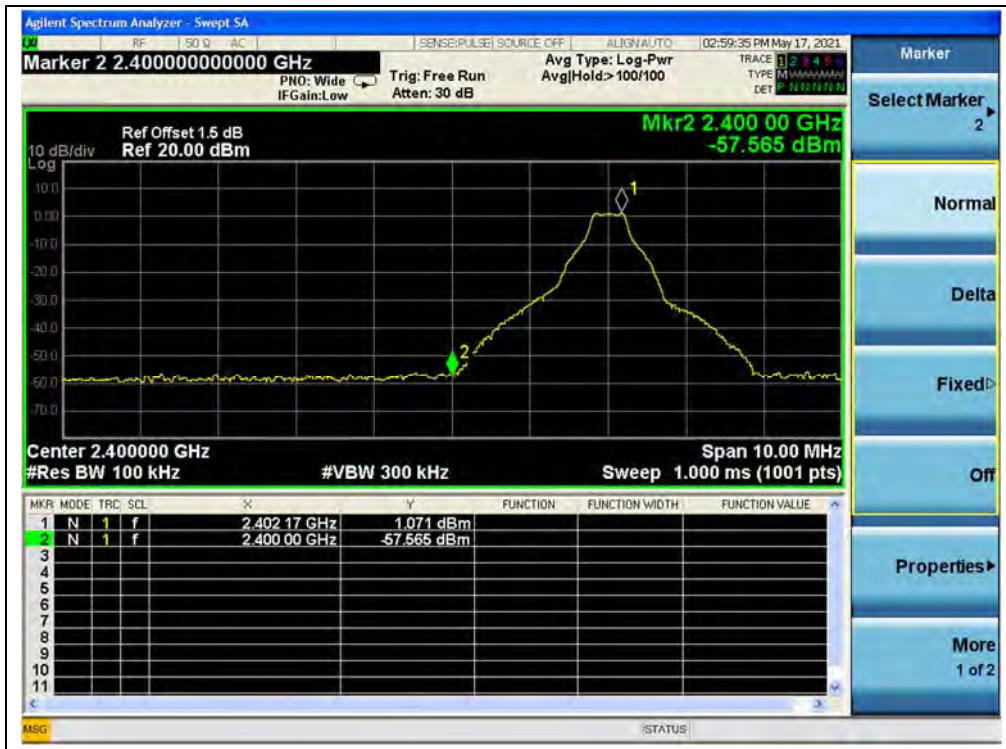 Agilent Spectrum Analyzer - Swept SA
RF 50 Ω AC SENSE:PULSE SOURCE OFF ALIGN AUTO 02:59:35 PM May 17, 2021
Marker 2 2.400000000000 GHz
PNO: Wide
IFGain:Low
Trig: Free Run
Atten: 30 dB
Avg Type: Log-Pwr
Avg|Hold:> 100/100
TRACE 1 2 3 4 5 6
TYPE M
DET P N N N N N
Ref Offset 1.5 dB
10 dB/div Ref 20.00 dBm
Log
Mkr2 2.400 00 GHz
-57.565 dBm
10.0
0.00
-10.0
-20.0
-30.0
-40.0
-50.0
-60.0
-70.0
1
2
Center 2.400000 GHz Span 10.00 MHz
#Res BW 100 kHz #VBW 300 kHz Sweep 1.000 ms (1001 pts)
MKR MODE TRC SCL X Y FUNCTION FUNCTION WIDTH FUNCTION VALUE
1 N 1 f 2.402 17 GHz 1.071 dBm
2 N 1 f 2.400 00 GHz -57.565 dBm
3
4
5
6
7
8
9
10
11
MSG STATUS
Marker
Select Marker
2
Normal
Delta
Fixed
Off
Properties
More
1 of 2